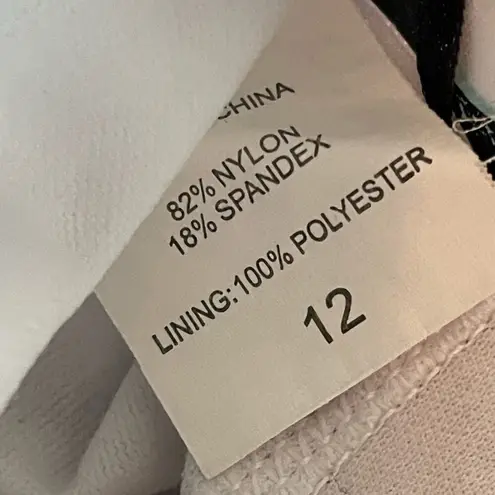 CHINA
82% NYLON
18% SPANDEX
LINING:100% POLYESTER
12